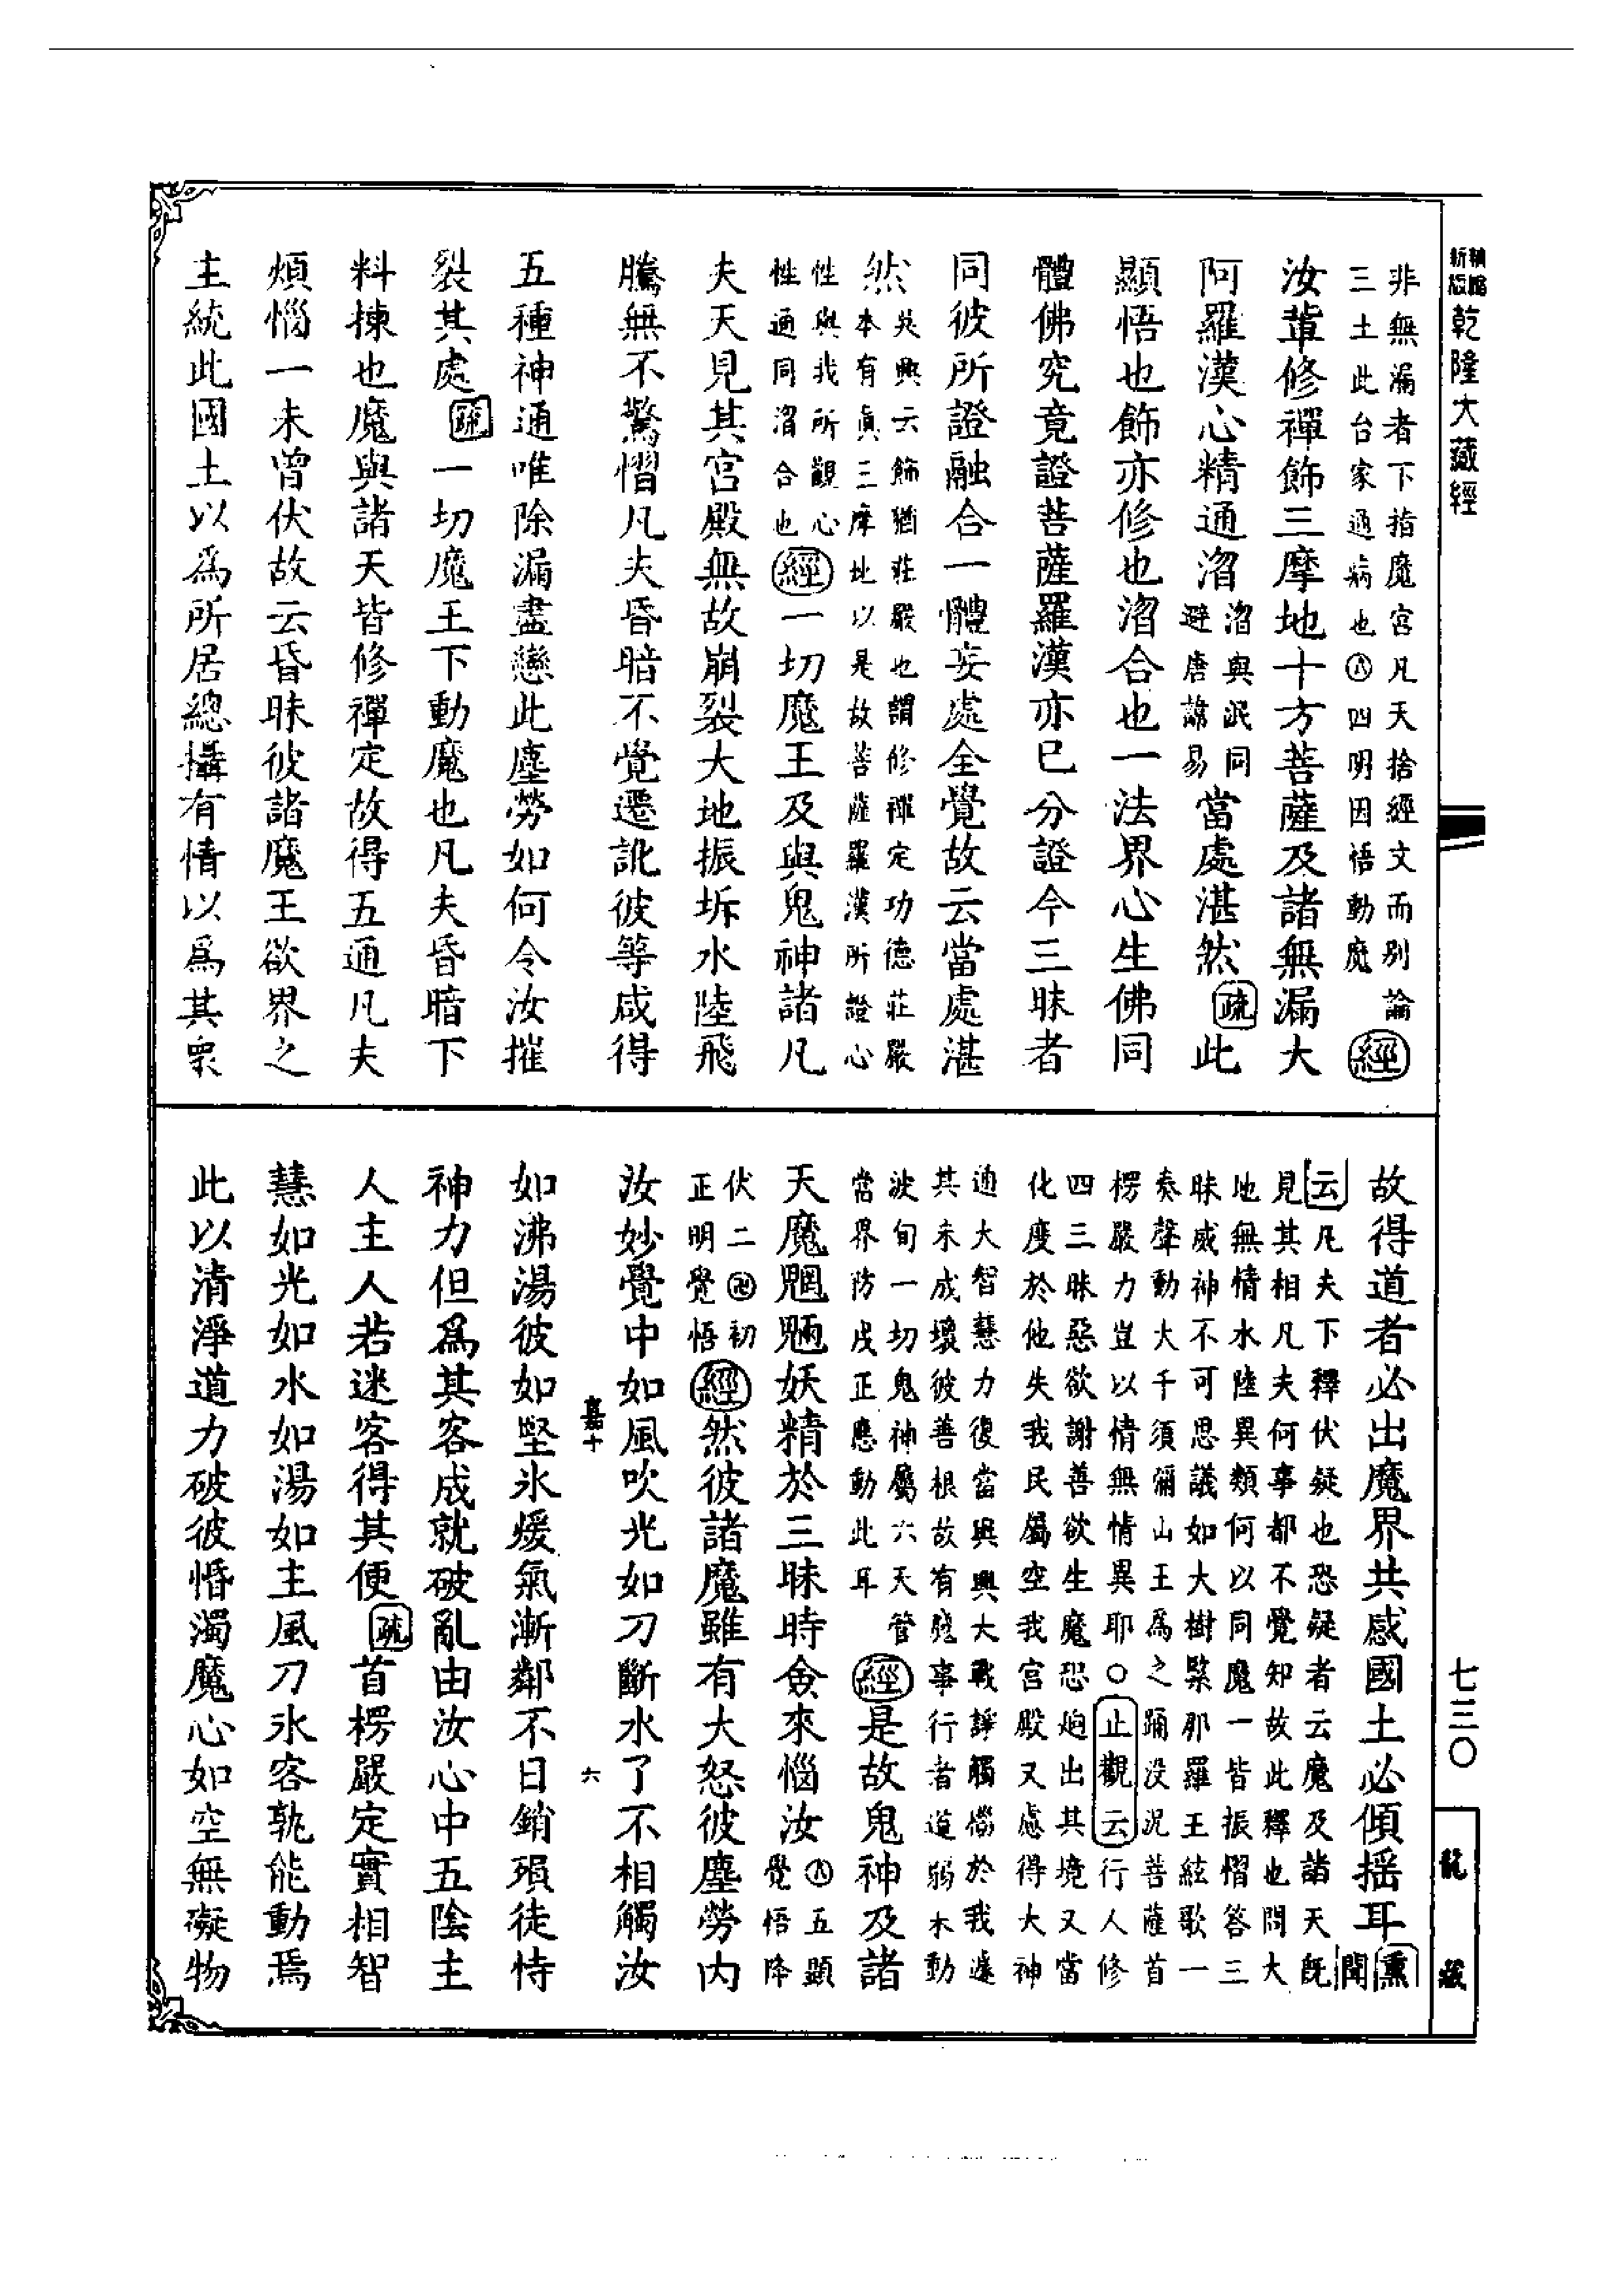 新編縮版乾隆大藏經
非無漏者下指魔宮凡天捨經文而別論
三土此台家通病也㊇四明因悟動魔經
汝軰修禪飾三摩地十方菩薩及諸無漏大
阿羅漢心精通㳷㳷與泯同
避唐諱易當處湛然疏此
顯悟也飾亦修也㳷合也一法界心生佛同
體佛究竟證菩薩羅漢亦巳分證今三昧者
同彼所證融合一體妄處全覺故云當處湛
然吳興云飾猶莊嚴也謂修禪定功德莊嚴
本有眞三摩地以是故菩薩羅漢所證心
性與我所觀心
性通同㳷合也經一切魔王及與鬼神諸凡
夫天見其宮殿無故崩裂大地振坼水陸飛
騰無不驚慴凡夫昏暗不覺遷訛彼等咸得
五種神通唯除漏盡戀此塵勞如何令汝摧
裂其處疏一切魔王下動魔也凡夫昏暗下
料揀也魔與諸天皆修禪定故得五通凡夫
煩惱一未曾伏故云昏昧彼諸魔王欲界之
主統此國土以爲所居總攝有情以爲其衆
故得道者必出魔界共感國土必傾搖耳熏聞
云凡夫下釋伏疑也恐疑者云魔及諸天旣
見其相凡夫何事都不覺知故此釋也問大
地無情水陸異類何以同魔一皆振慴答三
昧威神不可思議如大樹緊那羅王絃歌一
奏聲動大千須彌山王爲之踊沒況菩薩首
楞嚴力豈以情無情異耶○止觀云行人修
四三昧惡欲謝善欲生魔恐逈出其境又當
化度於他失我民屬空我宮殿又慮得大神
通大智慧力復當與興大戰諍觸惱於我遽
其未成壞彼善根故有魔事行者道弱未動
波旬一切鬼神屬六天管
當界防戍正應動此耳經是故鬼神及諸
天魔魍魎妖精於三昧時僉來惱汝㊇五顯
覺悟降
伏二㊢初
正明覺悟經然彼諸魔雖有大怒彼塵勞內
汝妙覺中如風吹光如刀斷水了不相觸汝
嘉十
六
如沸湯彼如堅氷煖氣漸鄰不日銷殞徒恃
神力但爲其客成就破亂由汝心中五陰主
人主人若迷客得其便疏首楞嚴定實相智
慧如光如水如湯如主風刀氷客孰能動焉
此以清淨道力破彼惛濁魔心如空無礙物
七三〇
龍藏